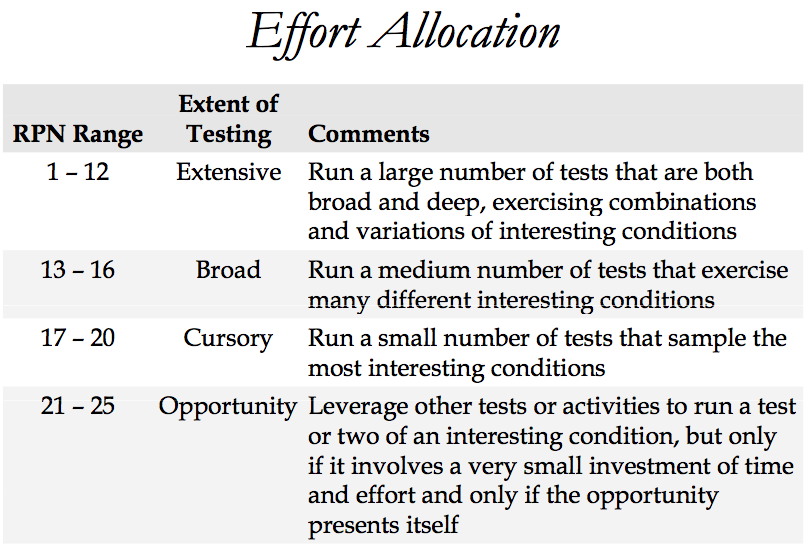 Effort Allocation
RPN Range Extent of Testing Comments
1 – 12 Extensive Run a large number of tests that are both
broad and deep, exercising combinations
and variations of interesting conditions
13 – 16 Broad Run a medium number of tests that exercise
many different interesting conditions
17 – 20 Cursory Run a small number of tests that sample the
most interesting conditions
21 – 25 Opportunity Leverage other tests or activities to run a test
or two of an interesting condition, but only
if it involves a very small investment of time
and effort and only if the opportunity
presents itself